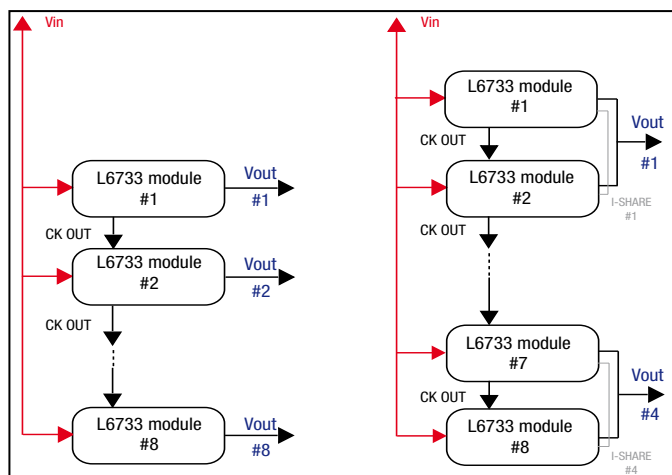 Vin
L6733 module
#1
Vout
#1
CK OUT
L6733 module
#2
Vout
#2
CK OUT
L6733 module
#8
Vout
#8
Vin
L6733 module
#1
CK OUT
Vout
#1
L6733 module
#2
I-SHARE
#1
CK OUT
L6733 module
#7
CK OUT
Vout
#4
L6733 module
#8
I-SHARE
#4